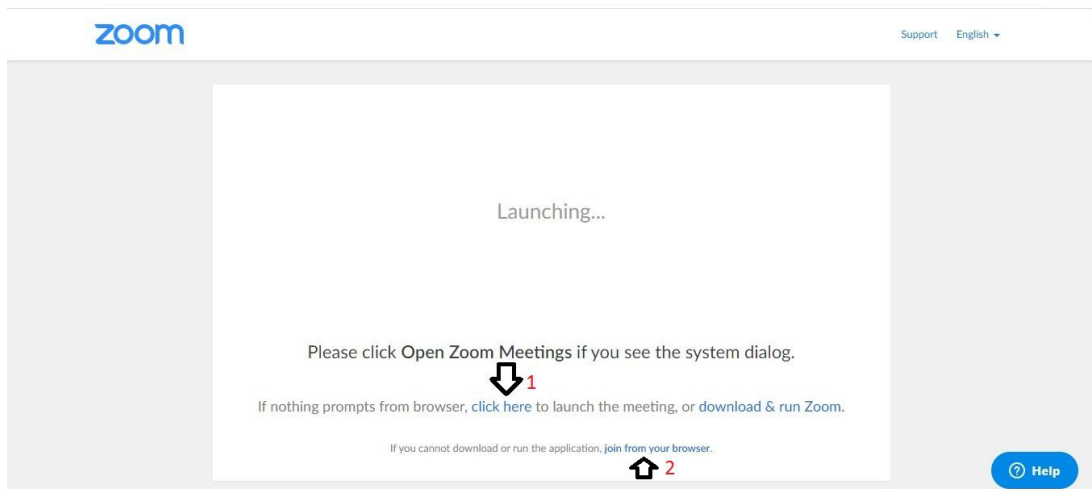 zoom
Support English
Launching...
Please click Open Zoom Meetings if you see the system dialog.
1
If nothing prompts from browser, click here to launch the meeting, or download & run Zoom.
If you cannot download or run the application, join from your browser.
2
? Help